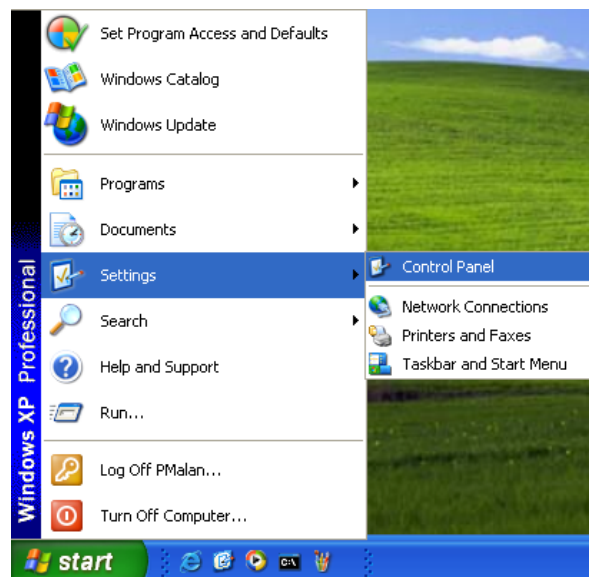 Set Program Access and Defaults
Windows Catalog
Windows Update
Programs
Documents
Settings
Search
Help and Support
Run...
Log Off PMalan...
Turn Off Computer...
Control Panel
Network Connections
Printers and Faxes
Taskbar and Start Menu
Windows XP Professional
start
C:\